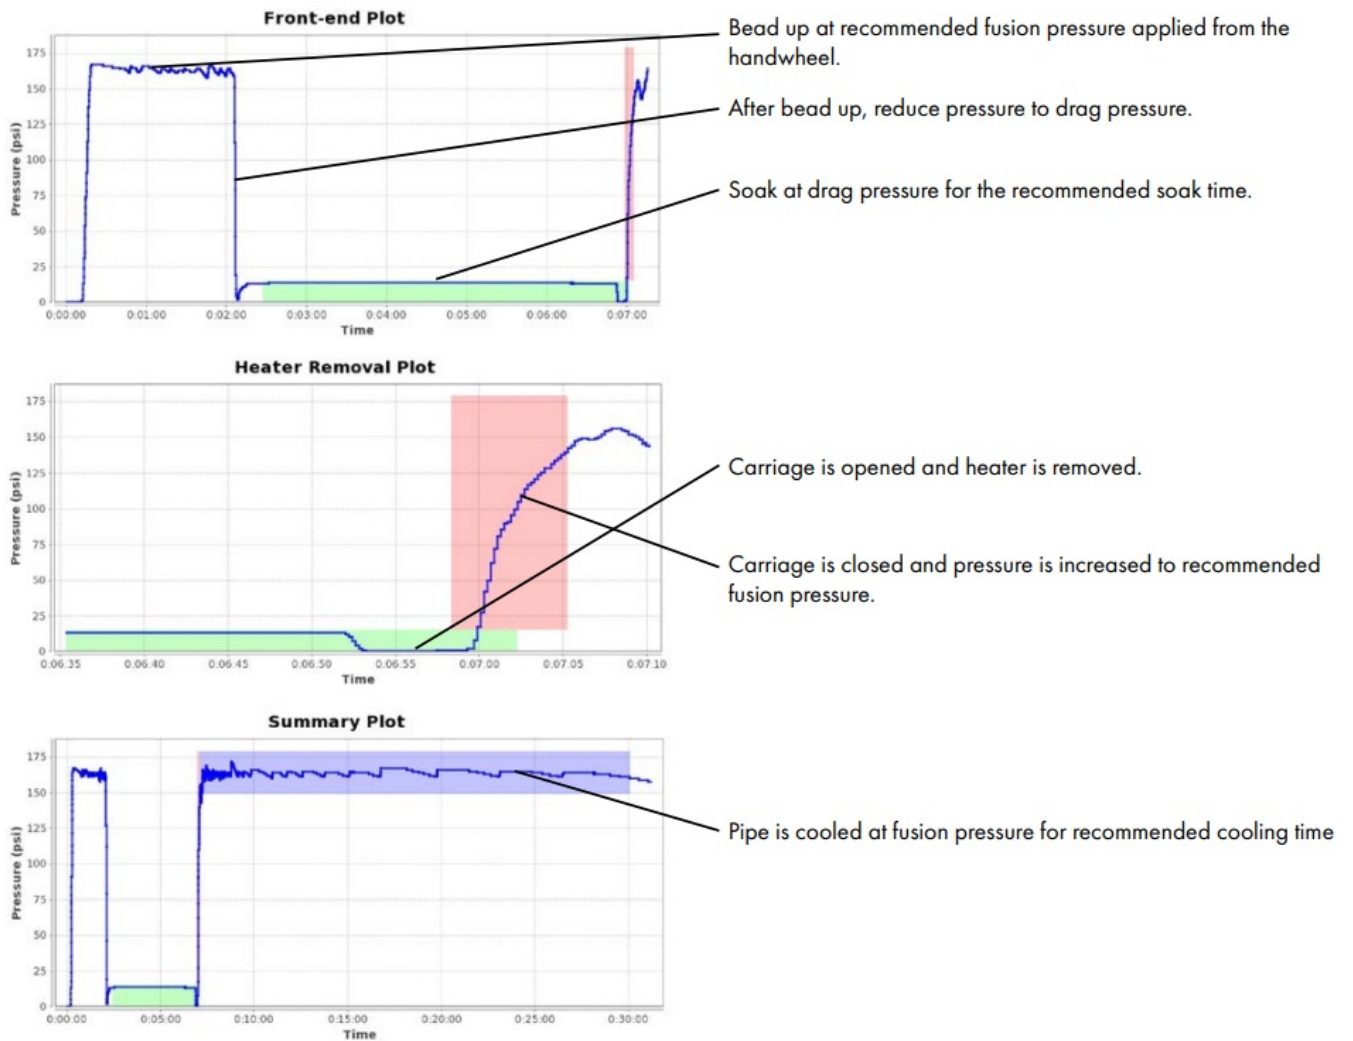 Front-end Plot
Bead up at recommended fusion pressure applied from the
handwheel.
After bead up, reduce pressure to drag pressure.
Soak at drag pressure for the recommended soak time.
Pressure (psi)
175
150
125
100
75
50
25
0
0:00:00 0:01:00 0:02:00 0:03:00 0:04:00 0:05:00 0:06:00 0:07:00
Time
Heater Removal Plot
Carriage is opened and heater is removed.
Carriage is closed and pressure is increased to recommended
fusion pressure.
Pressure (psi)
175
150
125
100
75
50
25
0
0:06:35 0:06:40 0:06:45 0:06:50 0:06:55 0:07:00 0:07:05 0:07:10
Time
Summary Plot
Pipe is cooled at fusion pressure for recommended cooling time
Pressure (psi)
175
150
125
100
75
50
25
0
0:00:00 0:05:00 0:10:00 0:15:00 0:20:00 0:25:00 0:30:00
Time